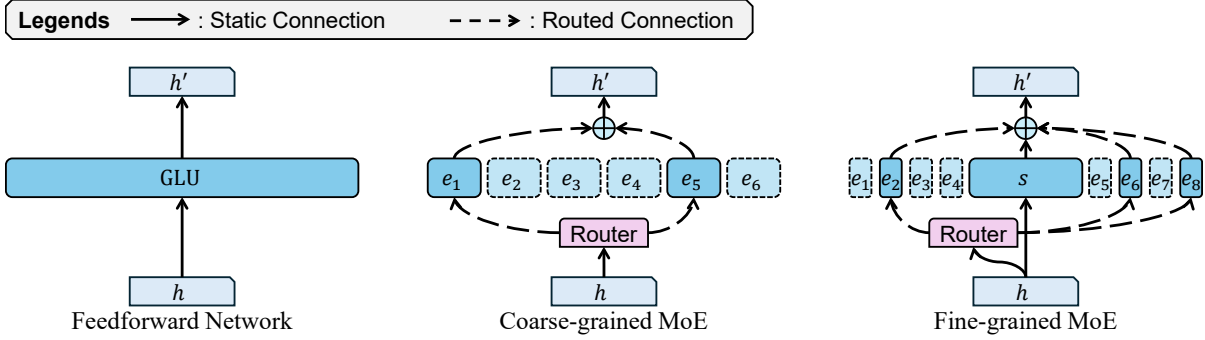 Legends : Static Connection : Routed Connection
h′ h′ h′
GLU
e₁ e₂ e₃ e₄ e₅ e₆
e₁ e₂ e₃ e₄ s e₅ e₆ e₇ e₈
Router Router
h h h
Feedforward Network Coarse-grained MoE Fine-grained MoE